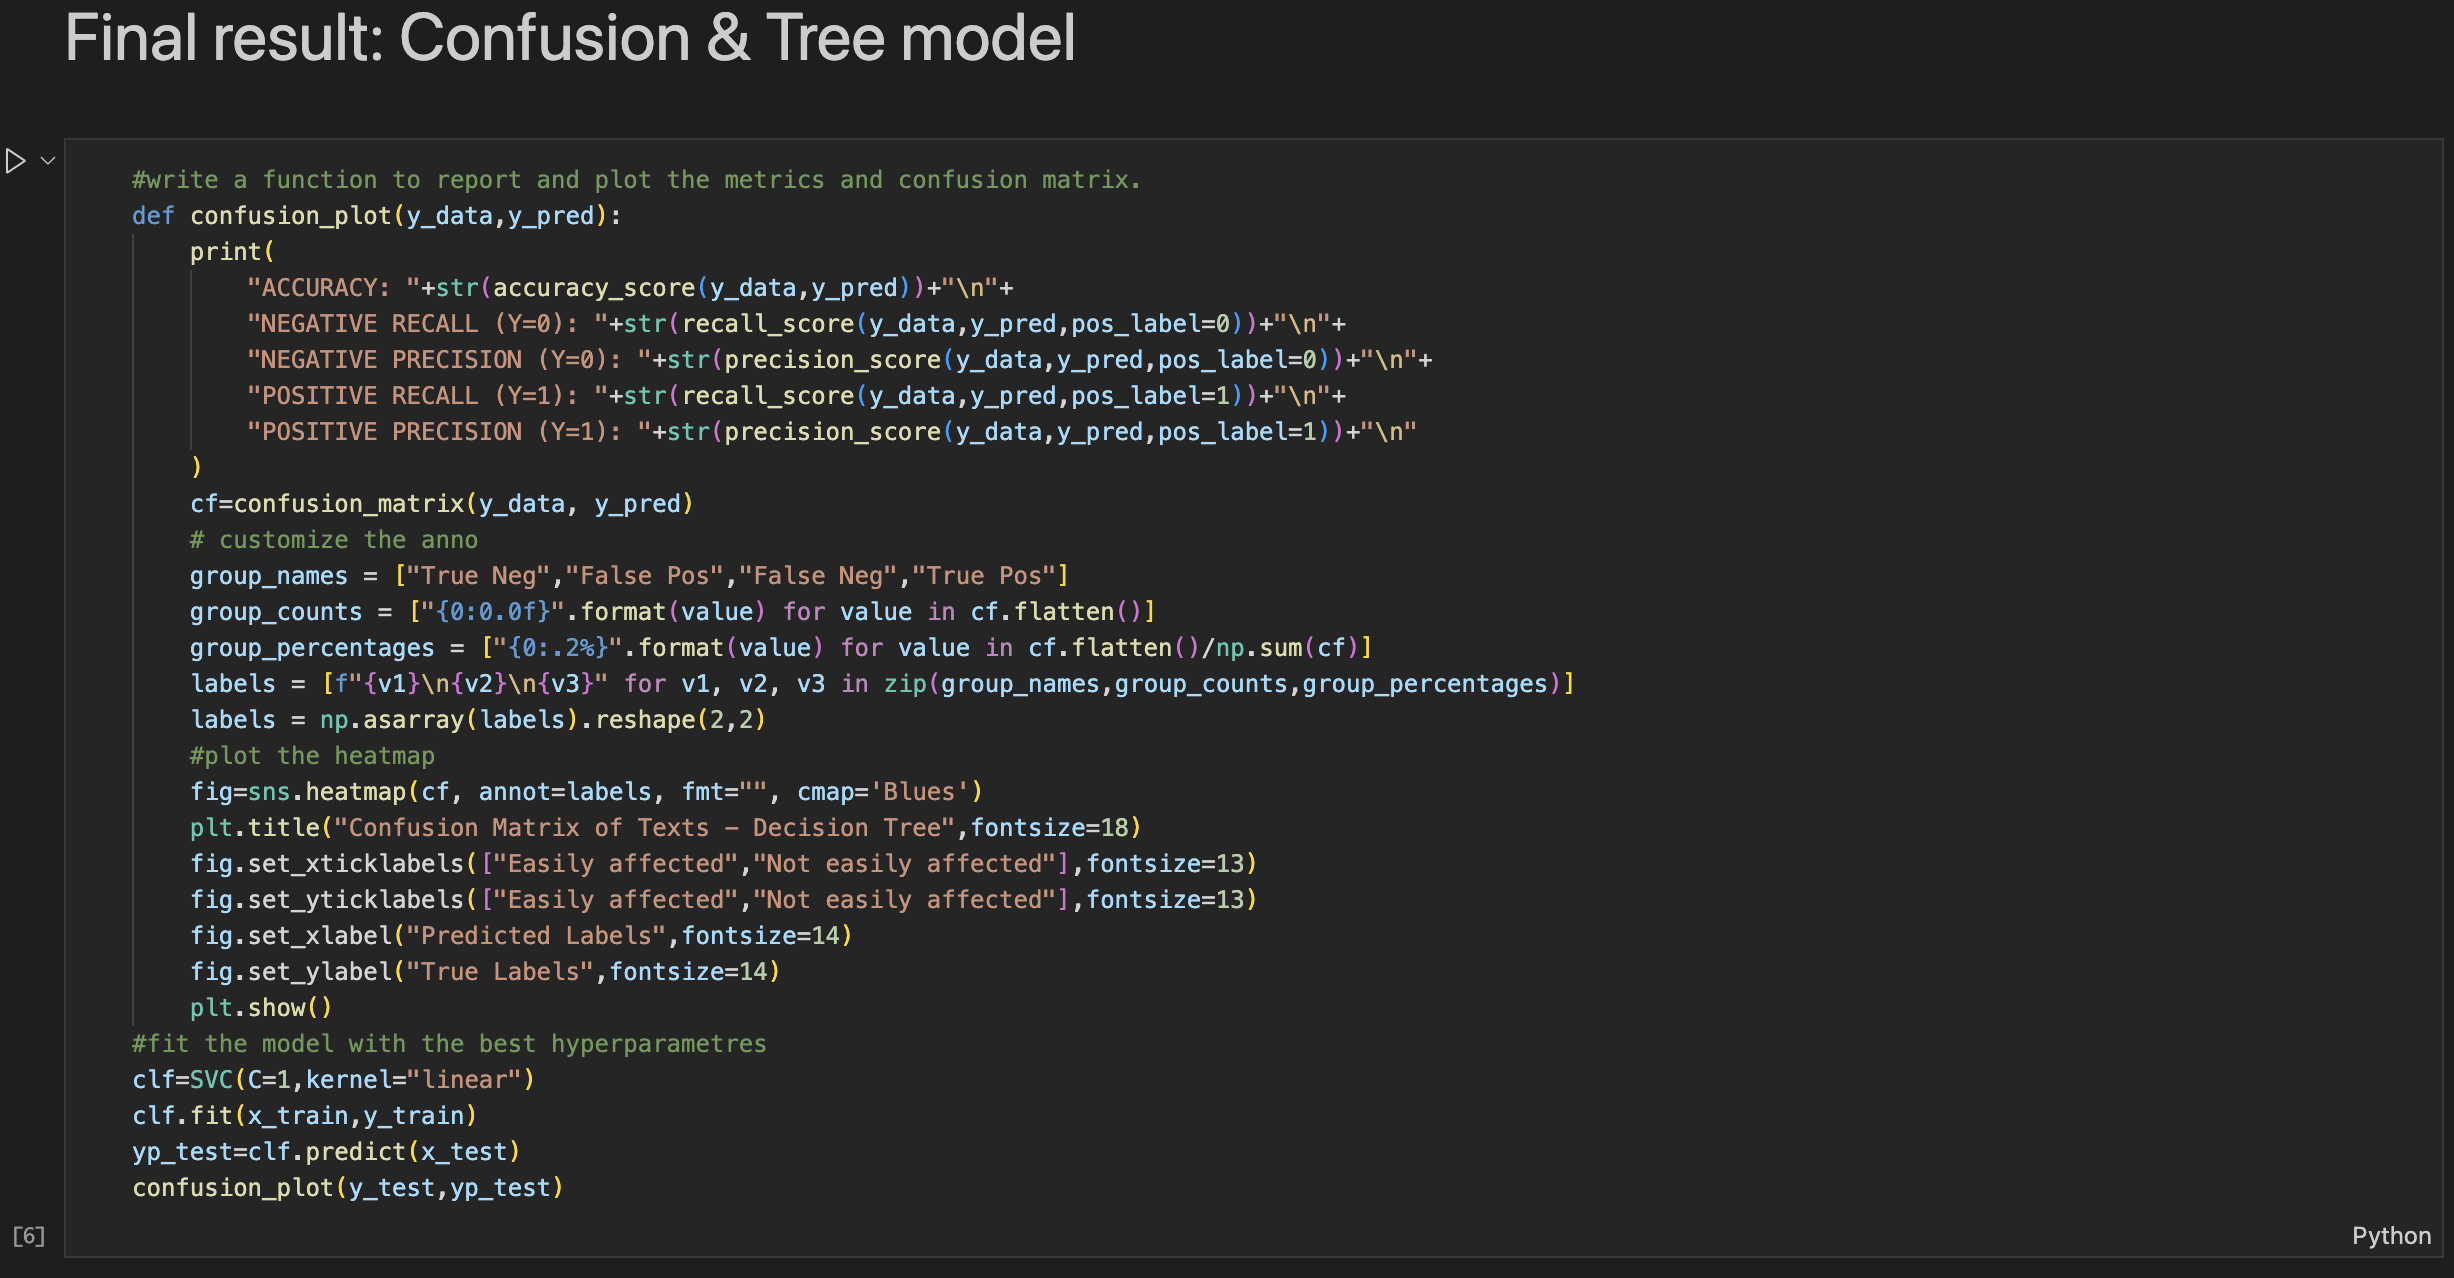 Final result: Confusion & Tree model
#write a function to report and plot the metrics and confusion matrix.
def confusion_plot(y_data,y_pred):
    print(
        "ACCURACY: "+str(accuracy_score(y_data,y_pred))+"\n"+
        "NEGATIVE RECALL (Y=0): "+str(recall_score(y_data,y_pred,pos_label=0))+"\n"+
        "NEGATIVE PRECISION (Y=0): "+str(precision_score(y_data,y_pred,pos_label=0))+"\n"+
        "POSITIVE RECALL (Y=1): "+str(recall_score(y_data,y_pred,pos_label=1))+"\n"+
        "POSITIVE PRECISION (Y=1): "+str(precision_score(y_data,y_pred,pos_label=1))+"\n"
    )
    cf=confusion_matrix(y_data, y_pred)
    # customize the anno
    group_names = ["True Neg","False Pos","False Neg","True Pos"]
    group_counts = ["{0:0.0f}".format(value) for value in cf.flatten()]
    group_percentages = ["{0:.2%}".format(value) for value in cf.flatten()/np.sum(cf)]
    labels = [f"{v1}\n{v2}\n{v3}" for v1, v2, v3 in zip(group_names,group_counts,group_percentages)]
    labels = np.asarray(labels).reshape(2,2)
    #plot the heatmap
    fig=sns.heatmap(cf, annot=labels, fmt="", cmap='Blues')
    plt.title("Confusion Matrix of Texts - Decision Tree",fontsize=18)
    fig.set_xticklabels(["Easily affected","Not easily affected"],fontsize=13)
    fig.set_yticklabels(["Easily affected","Not easily affected"],fontsize=13)
    fig.set_xlabel("Predicted Labels",fontsize=14)
    fig.set_ylabel("True Labels",fontsize=14)
    plt.show()
#fit the model with the best hyperparametres
clf=SVC(C=1,kernel="linear")
clf.fit(x_train,y_train)
yp_test=clf.predict(x_test)
confusion_plot(y_test,yp_test)
[6]
Python